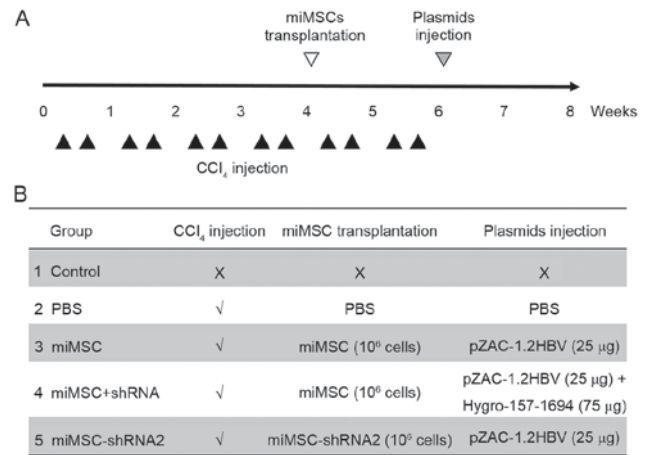 A
miMSCs
transplantation
Plasmids
injection
0 1 2 3 4 5 6 7 8 Weeks
CCl₄ injection
B
Group CCl₄ injection miMSC transplantation Plasmids injection
1 Control X X X
2 PBS √ PBS PBS
3 miMSC √ miMSC (10⁶ cells) pZAC-1.2HBV (25 μg)
4 miMSC+shRNA √ miMSC (10⁶ cells) pZAC-1.2HBV (25 μg) +
Hygro-157-1694 (75 μg)
5 miMSC-shRNA2 √ miMSC-shRNA2 (10⁶ cells) pZAC-1.2HBV (25 μg)